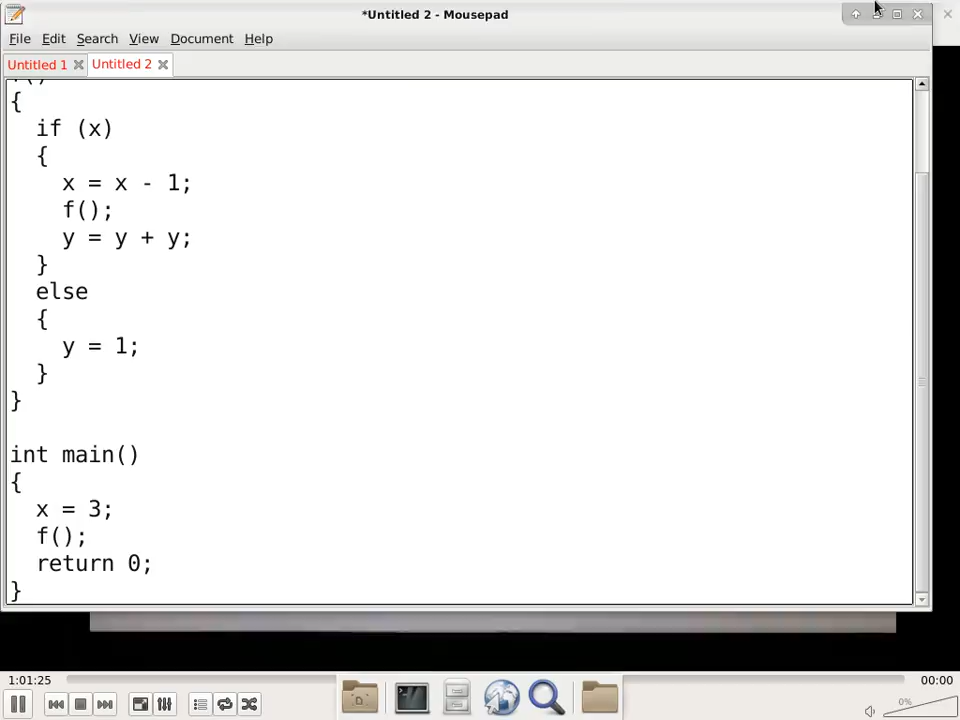 *Untitled 2 - Mousepad
File Edit Search View Document Help
Untitled 1 Untitled 2
{
if (x)
{
x = x - 1;
f();
y = y + y;
}
else
{
y = 1;
}
}
int main()
{
x = 3;
f();
return 0;
}
1:01:25 00:00
0%